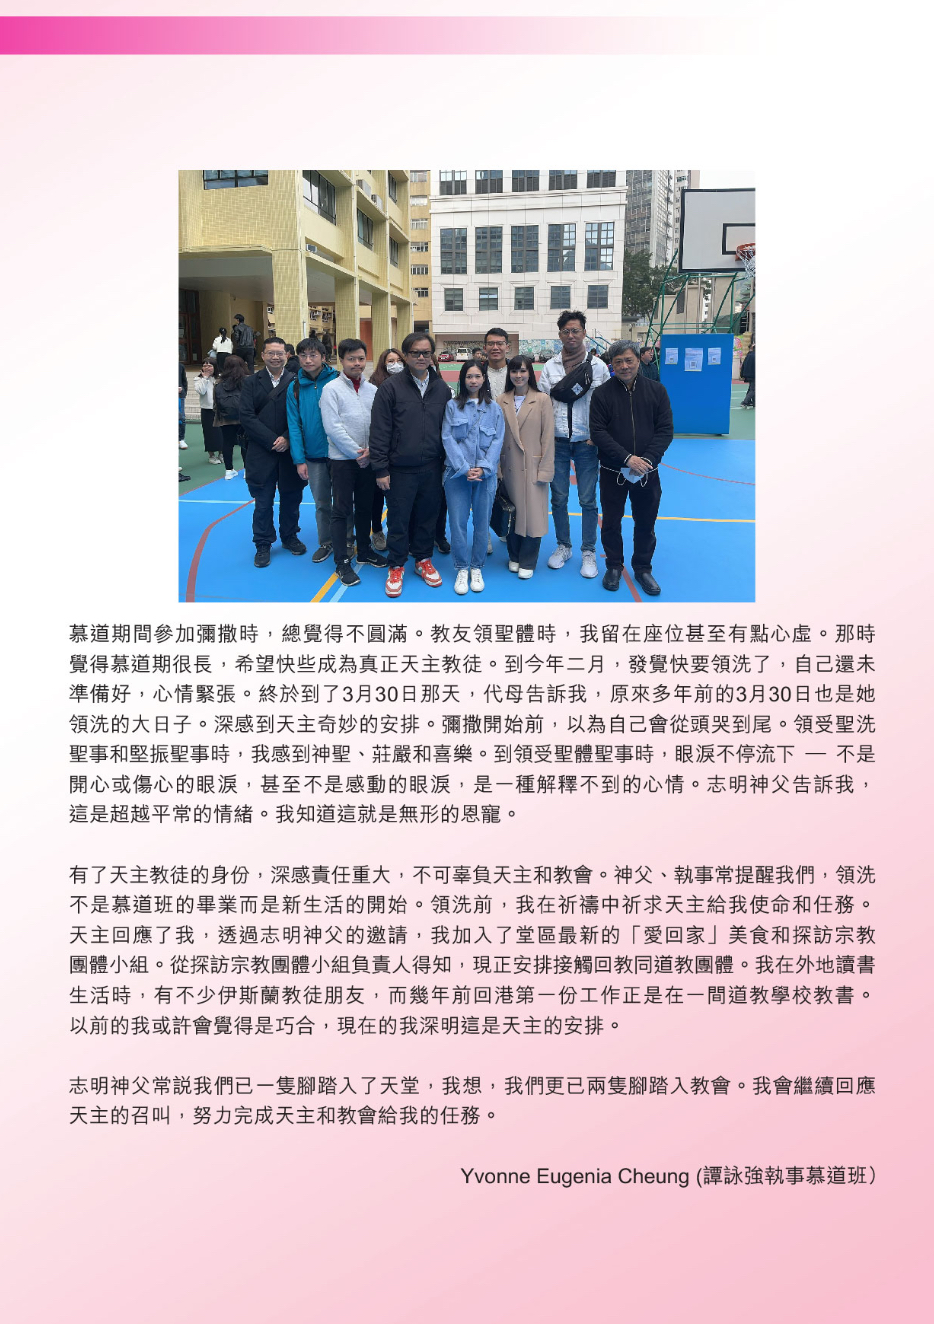 慕道期間參加彌撒時，總覺得不圓滿。教友領聖體時，我留在座位甚至有點心虛。那時
覺得慕道期很長，希望快些成為真正天主教徒。到今年二月，發覺快要領洗了，自己還未
準備好，心情緊張。終於到了3月30日那天，代母告訴我，原來多年前的3月30日也是她
領洗的大日子。深感到天主奇妙的安排。彌撒開始前，以為自己會從頭哭到尾。領受聖洗
聖事和堅振聖事時，我感到神聖、莊嚴和喜樂。到領受聖體聖事時，眼淚不停流下 — 不是
開心或傷心的眼淚，甚至不是感動的眼淚，是一種解釋不到的心情。志明神父告訴我，
這是超越平常的情緒。我知道這就是無形的恩寵。
有了天主教徒的身份，深感責任重大，不可辜負天主和教會。神父、執事常提醒我們，領洗
不是慕道班的畢業而是新生活的開始。領洗前，我在祈禱中祈求天主給我使命和任務。
天主回應了我，透過志明神父的邀請，我加入了堂區最新的「愛回家」美食和探訪宗教
團體小組。從探訪宗教團體小組負責人得知，現正安排接觸回教同道教團體。我在外地讀書
生活時，有不少伊斯蘭教徒朋友，而幾年前回港第一份工作正是在一間道教學校教書。
以前的我或許會覺得是巧合，現在的我深明這是天主的安排。
志明神父常説我們已一隻腳踏入了天堂，我想，我們更已兩隻腳踏入教會。我會繼續回應
天主的召叫，努力完成天主和教會給我的任務。
Yvonne Eugenia Cheung (譚詠強執事慕道班）